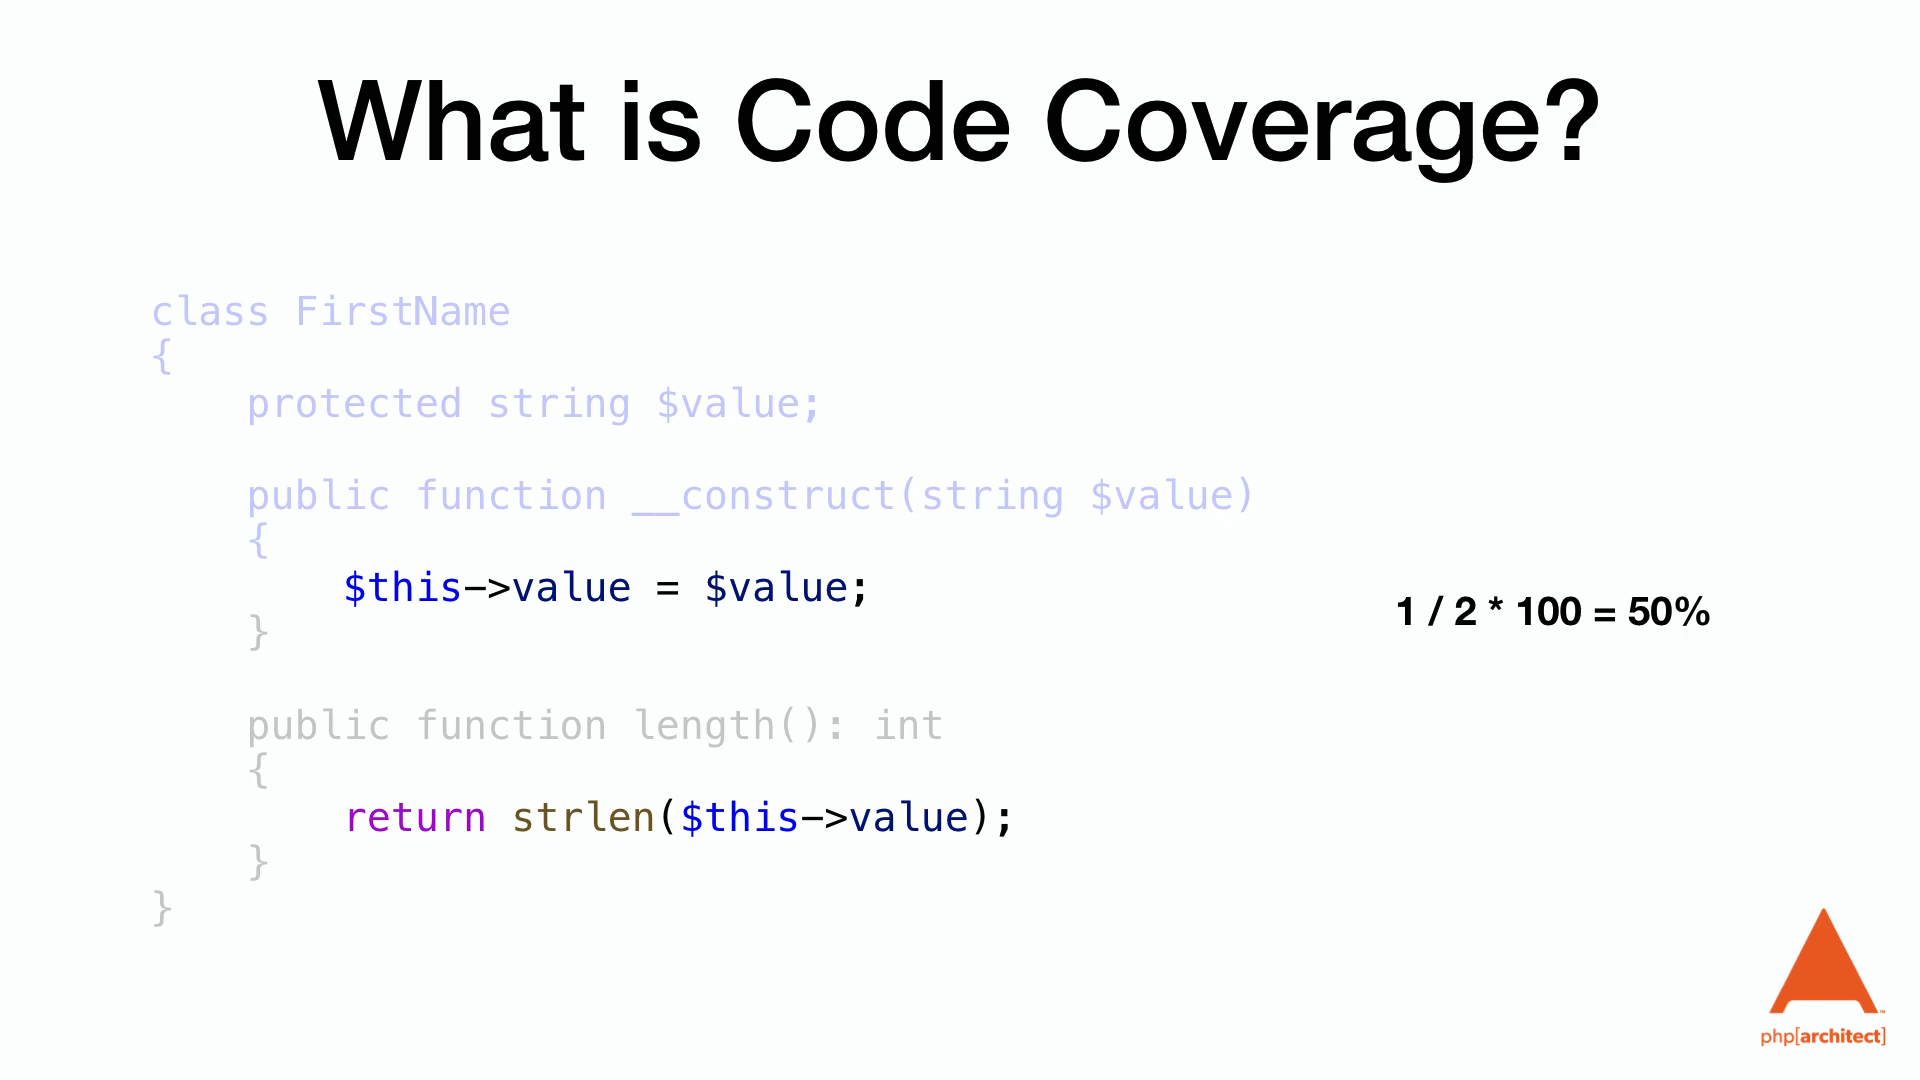 What is Code Coverage?
class FirstName
{
    protected string $value;
    public function __construct(string $value)
    {
        $this->value = $value;
    }
1 / 2 * 100 = 50%
    public function length(): int
    {
        return strlen($this->value);
    }
}
php[architect]